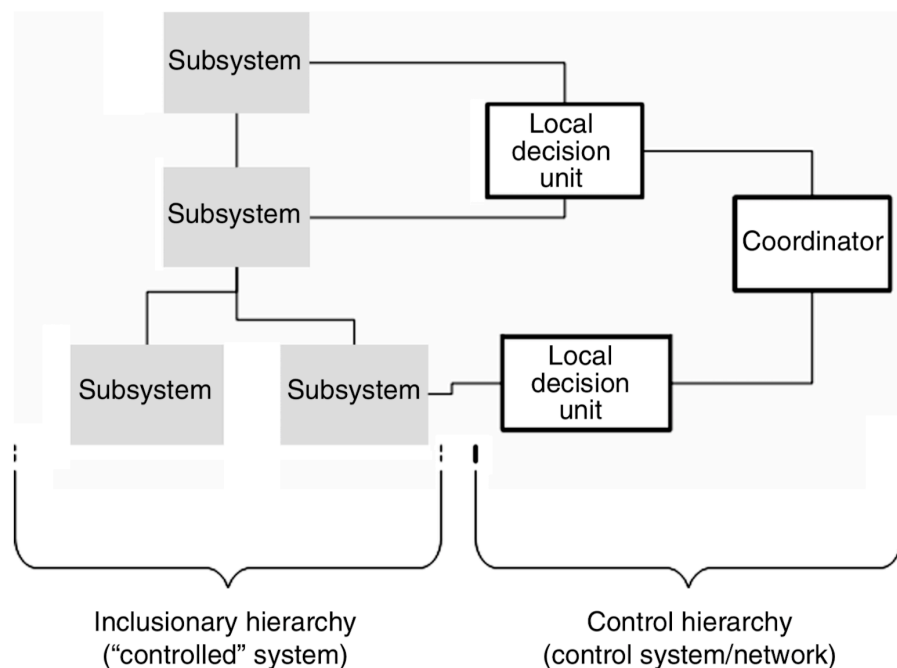 Subsystem
Local
decision
unit
Subsystem
Coordinator
Subsystem
Subsystem
Local
decision
unit
Inclusionary hierarchy
(“controlled” system)
Control hierarchy
(control system/network)